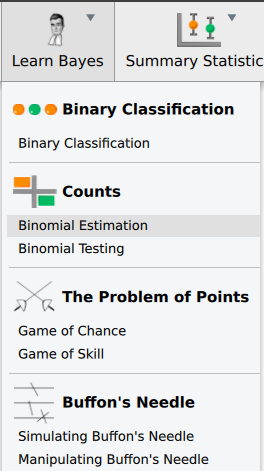 Learn Bayes
Summary Statistic
Binary Classification
Binary Classification
Counts
Binomial Estimation
Binomial Testing
The Problem of Points
Game of Chance
Game of Skill
Buffon's Needle
Simulating Buffon's Needle
Manipulating Buffon's Needle